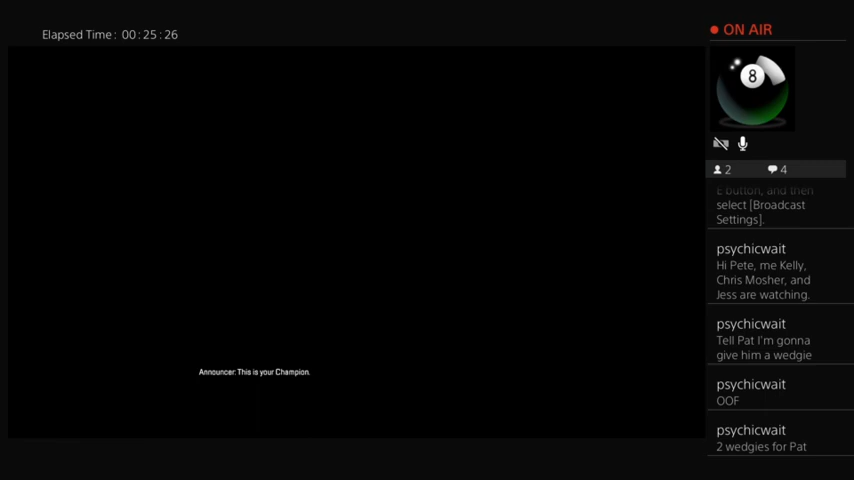 Elapsed Time: 00:25:26
ON AIR
8
2 4
E button, and then
select [Broadcast
Settings].
psychicwait
Hi Pete, me Kelly,
Chris Mosher, and
Jess are watching.
psychicwait
Tell Pat I'm gonna
give him a wedgie
psychicwait
OOF
psychicwait
2 wedgies for Pat
Announcer: This is your Champion.